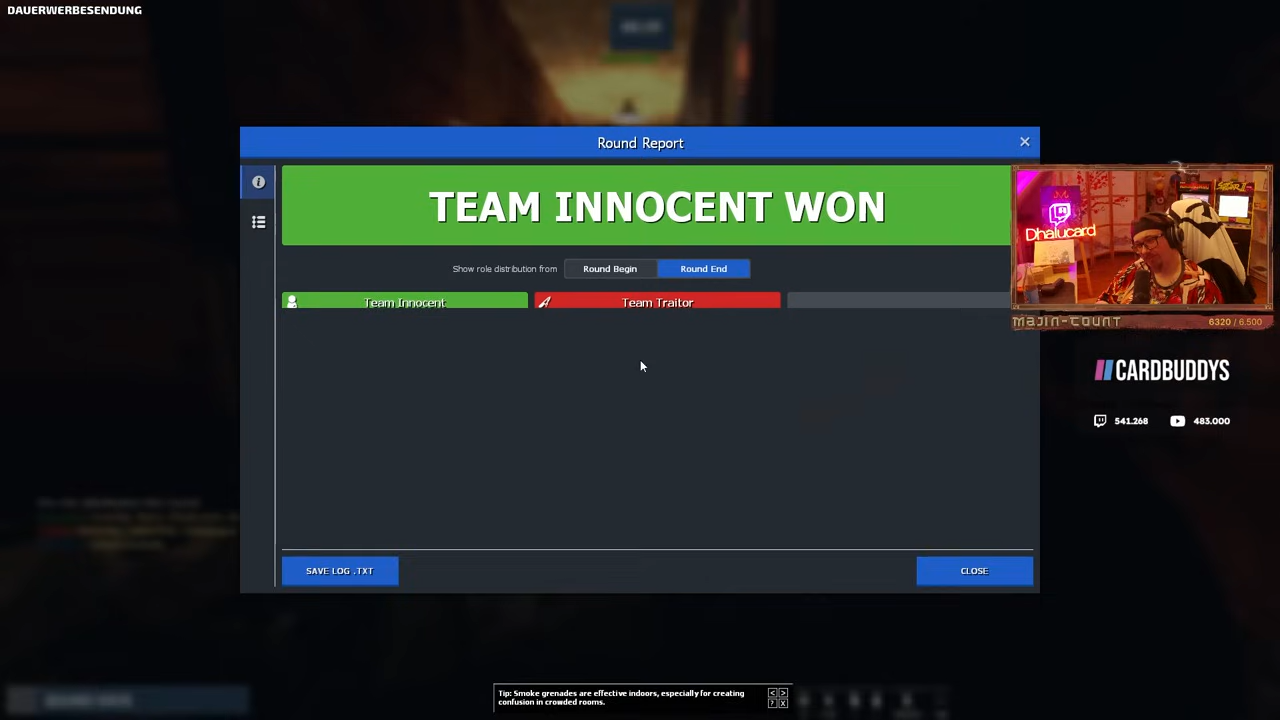 DAUERWERBESENDUNG
Round Report
TEAM INNOCENT WON
Show role distribution from
Round Begin
Round End
Team Innocent
Team Traitor
Dhalucard
MAJIN-COUNT
6320 / 6.500
CARDBUDDYS
541.268
483.000
SAVE LOG .TXT
CLOSE
Tip: Smoke grenades are effective indoors, especially for creating
confusion in crowded rooms.